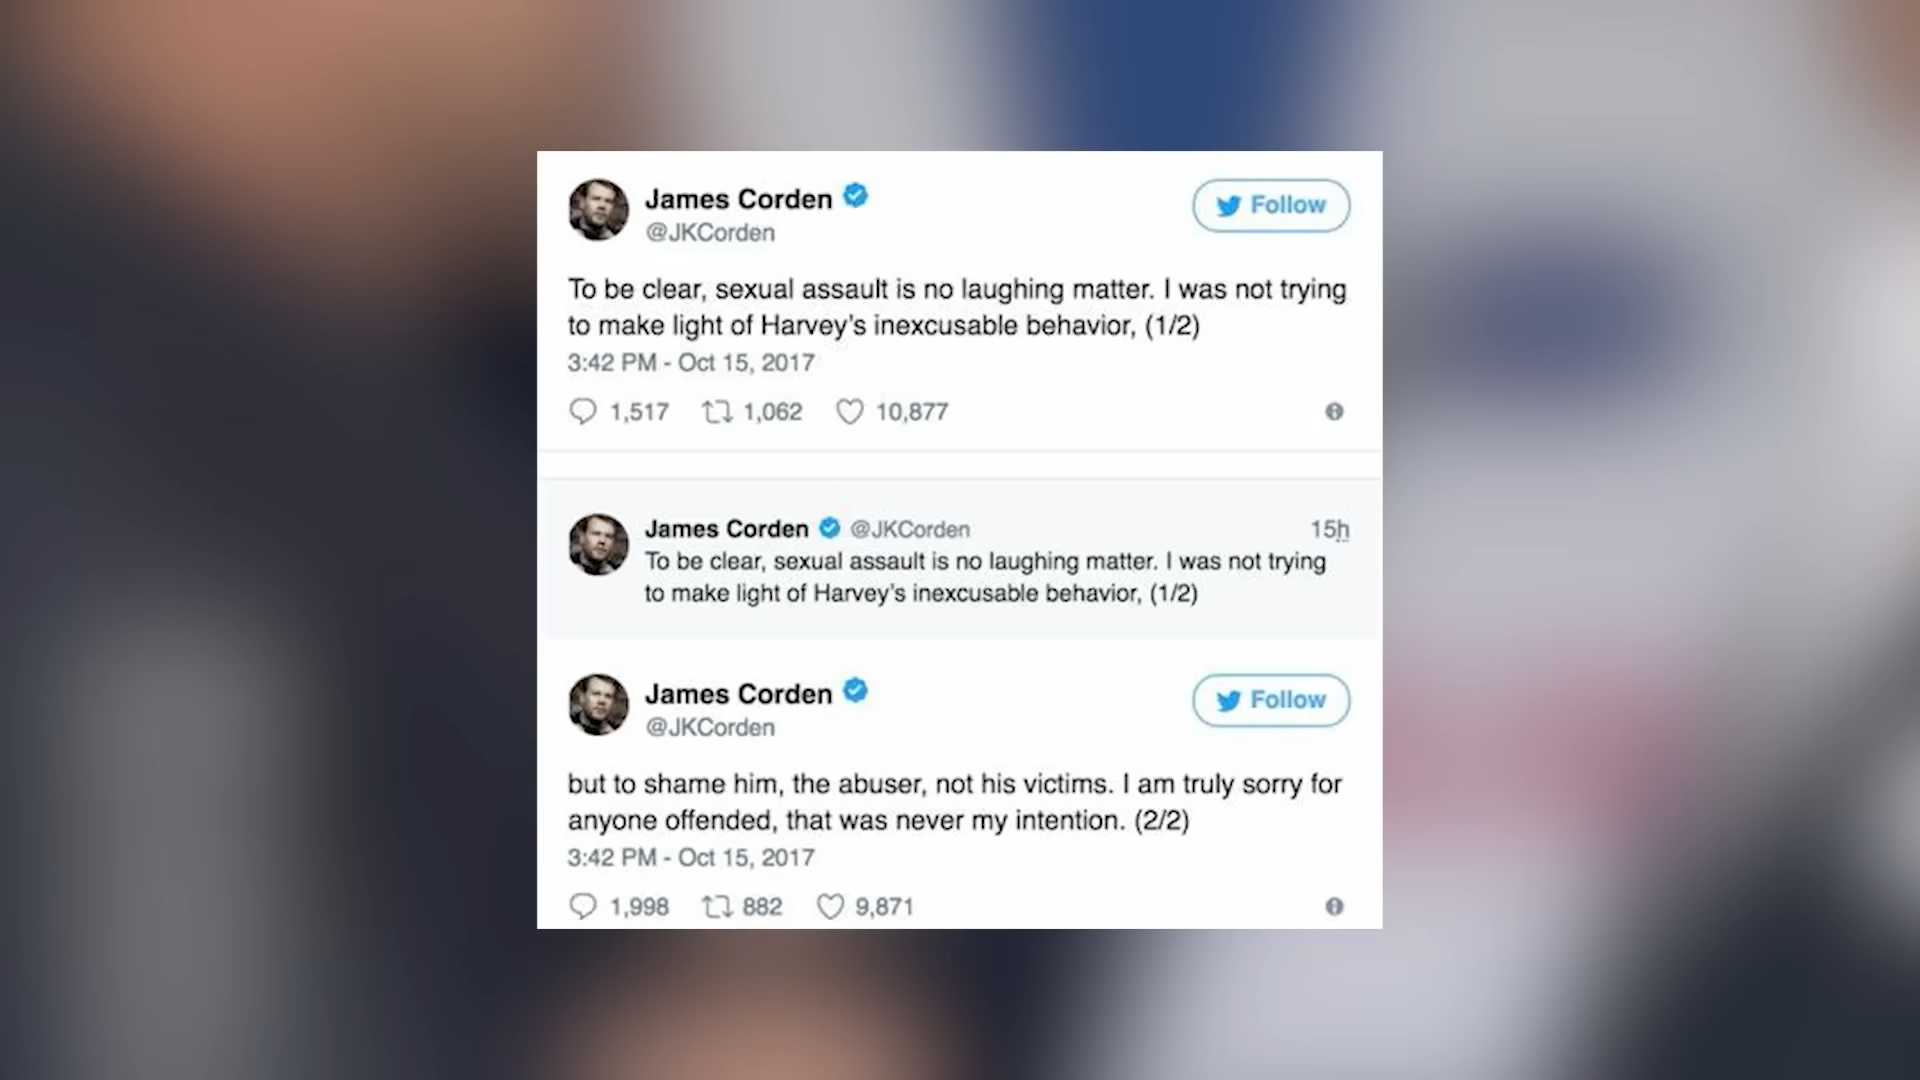 James Corden
Follow
@JKCorden
To be clear, sexual assault is no laughing matter. I was not trying
to make light of Harvey's inexcusable behavior, (1/2)
3:42 PM - Oct 15, 2017
1,517 1,062 10,877
James Corden @JKCorden 15h
To be clear, sexual assault is no laughing matter. I was not trying
to make light of Harvey's inexcusable behavior, (1/2)
James Corden
Follow
@JKCorden
but to shame him, the abuser, not his victims. I am truly sorry for
anyone offended, that was never my intention. (2/2)
3:42 PM - Oct 15, 2017
1,998 882 9,871